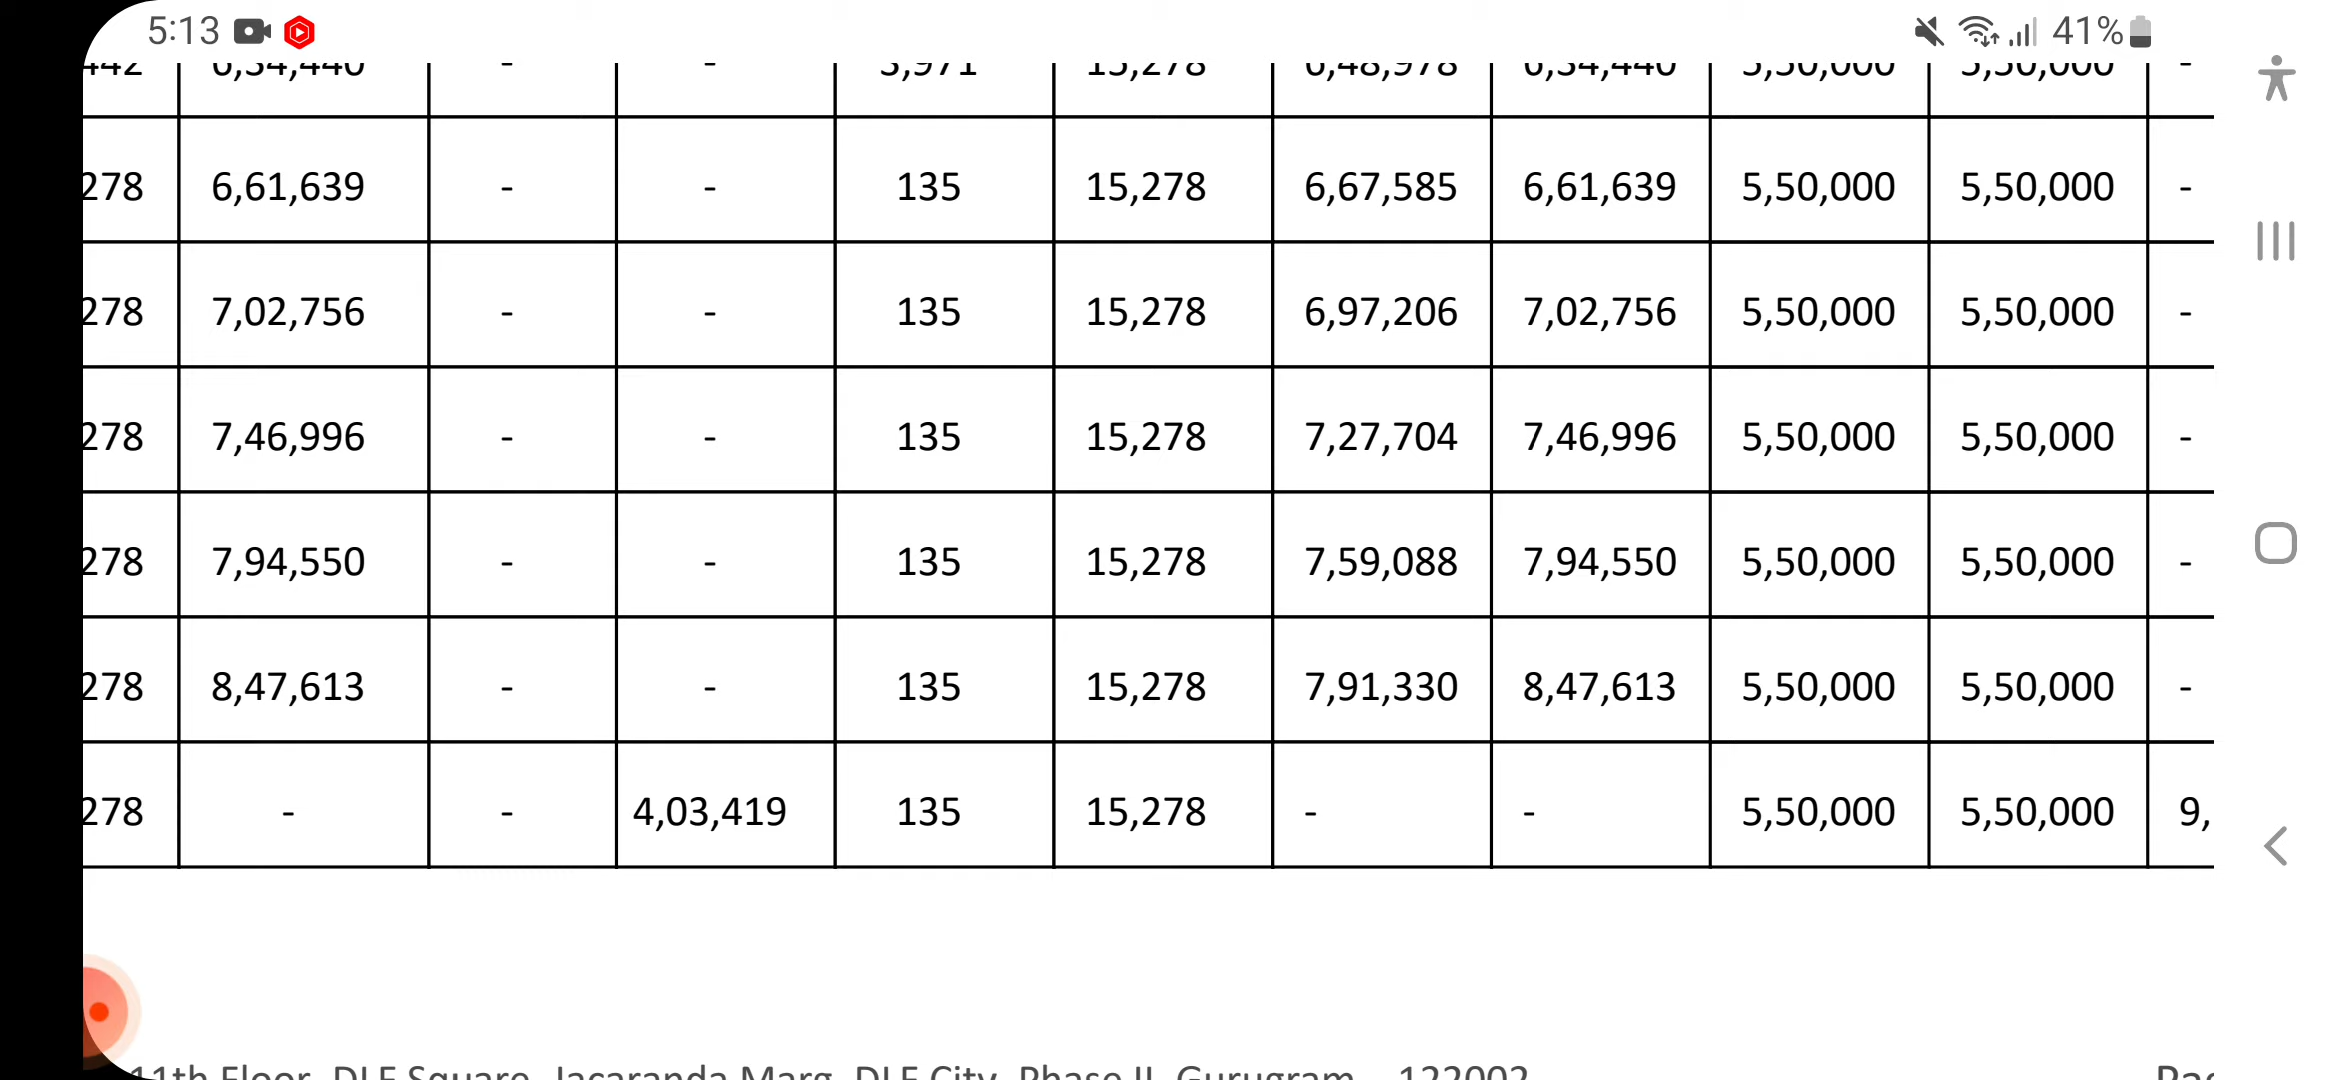 5:13 41%
442 6,34,440 - - 3,971 15,278 6,48,978 6,34,440 5,50,000 5,50,000 -
278 6,61,639 - - 135 15,278 6,67,585 6,61,639 5,50,000 5,50,000 -
278 7,02,756 - - 135 15,278 6,97,206 7,02,756 5,50,000 5,50,000 -
278 7,46,996 - - 135 15,278 7,27,704 7,46,996 5,50,000 5,50,000 -
278 7,94,550 - - 135 15,278 7,59,088 7,94,550 5,50,000 5,50,000 -
278 8,47,613 - - 135 15,278 7,91,330 8,47,613 5,50,000 5,50,000 -
278 - - 4,03,419 135 15,278 - - 5,50,000 5,50,000 9,
11th Floor, DLF Square, Jacaranda Marg, DLF City, Phase II, Gurugram – 122002